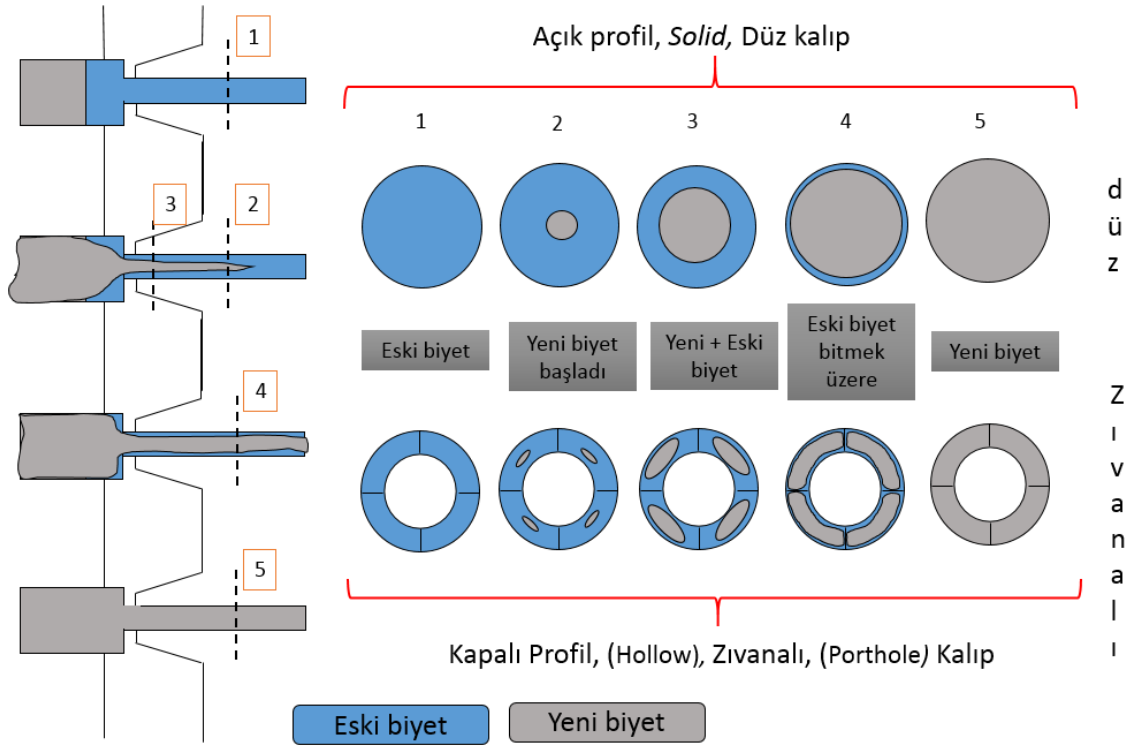 Açık profil, Solid, Düz kalıp
1
2
3
4
5
1
3
2
4
5
düz
Eski biyet
Yeni biyet
başladı
Yeni + Eski
biyet
Eski biyet
bitmek
üzere
Yeni biyet
Zıvanalı
Kapalı Profil, (Hollow), Zıvanalı, (Porthole) Kalıp
Eski biyet
Yeni biyet